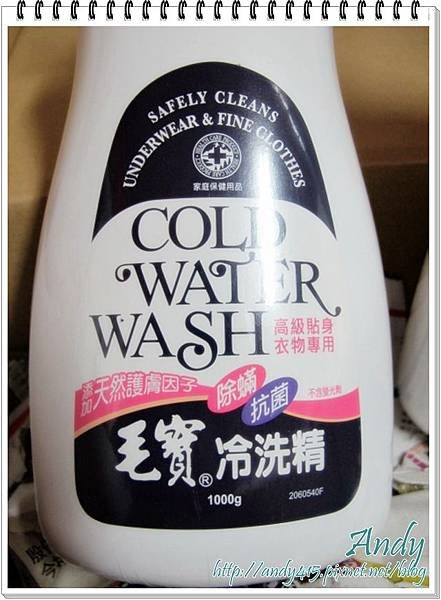 SAFELY CLEANS
UNDERWEAR & FINE CLOTHES
家庭保健用品
COLD
WATER
WASH
高級貼身
衣物專用
添加天然護膚因子
除蟎
抗菌
不含螢光劑
毛寶® 冷洗精
1000g
2060540F
Andy
http://andy415.pixnet.net/blog